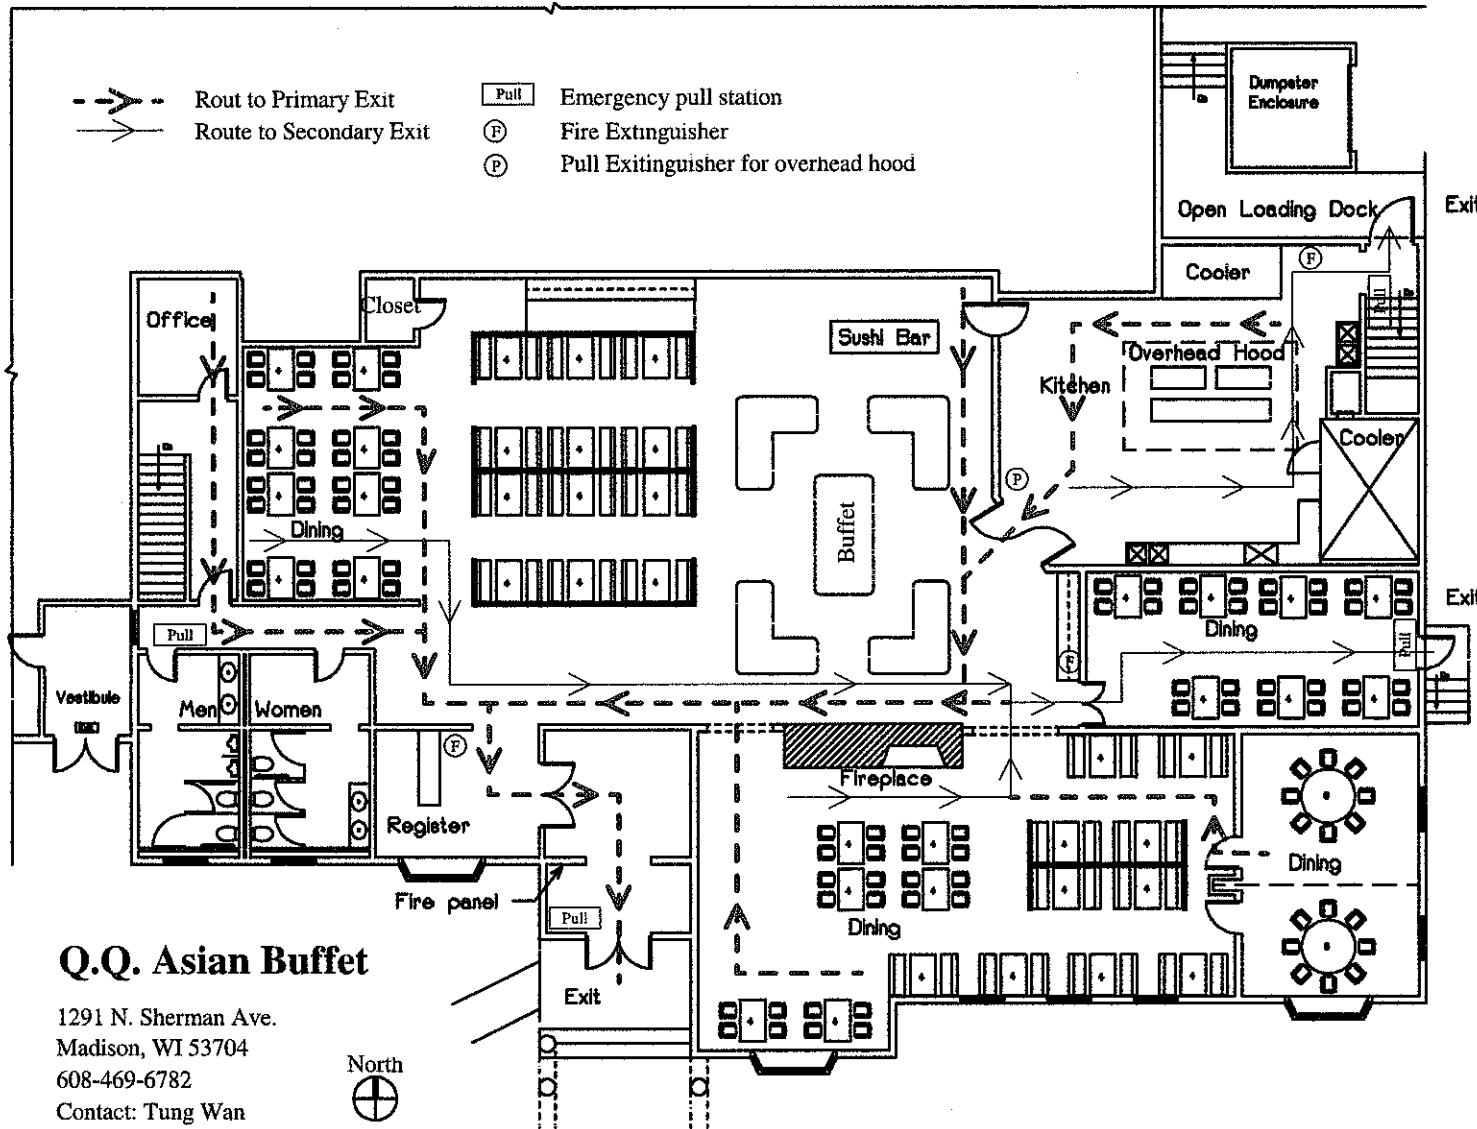 Rout to Primary Exit
Route to Secondary Exit
Pull Emergency pull station
F Fire Extinguisher
P Pull Exitinguisher for overhead hood
Dumpster
Enclosure
Open Loading Dock
Exit
F
Cooler
Pull
Office
Closet
Sushi Bar
Overhead Hood
Kitchen
Cooler
P
Buffet
Dining
Pull
Vestibule
Men
Women
F
Register
Fire panel
Pull
Exit
Fireplace
Dining
Dining
F
Dining
Pull
Exit
Q.Q. Asian Buffet
1291 N. Sherman Ave.
Madison, WI 53704
608-469-6782
Contact: Tung Wan
North